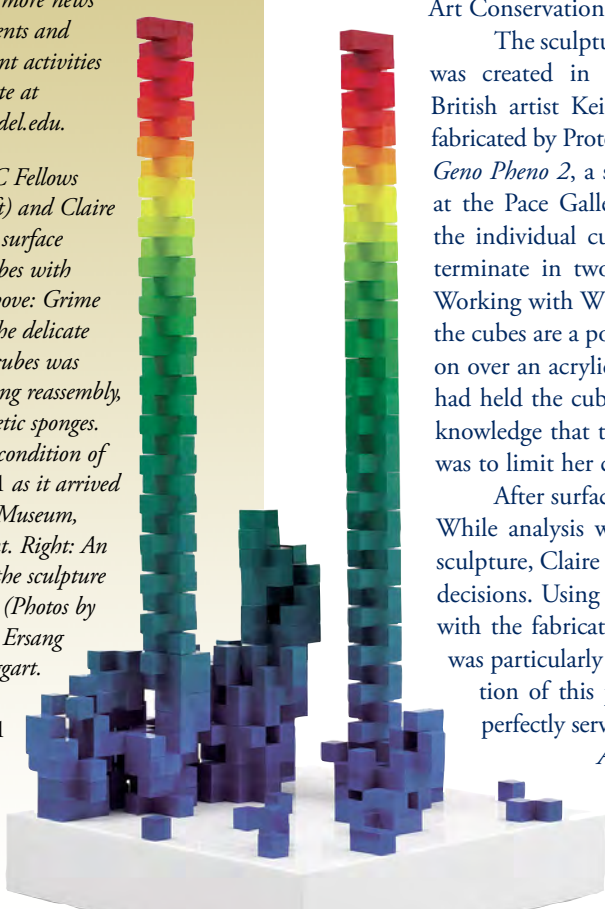 more news
ents and
nt activities
te at
del.edu.
C Fellows
t) and Claire
surface
bes with
ove: Grime
he delicate
ubes was
ng reassembly,
etic sponges.
condition of
as it arrived
Museum,
nt. Right: An
he sculpture
(Photos by
Ersang
ggart.
Art Conservation
The sculptu
was created in
British artist Kei
fabricated by Proto
Geno Pheno 2, a s
at the Pace Galle
the individual cu
terminate in two
Working with W
the cubes are a po
on over an acrylic
had held the cub
knowledge that t
was to limit her c
After surfac
While analysis w
sculpture, Claire
decisions. Using
with the fabricat
was particularly
tion of this p
perfectly serv
A